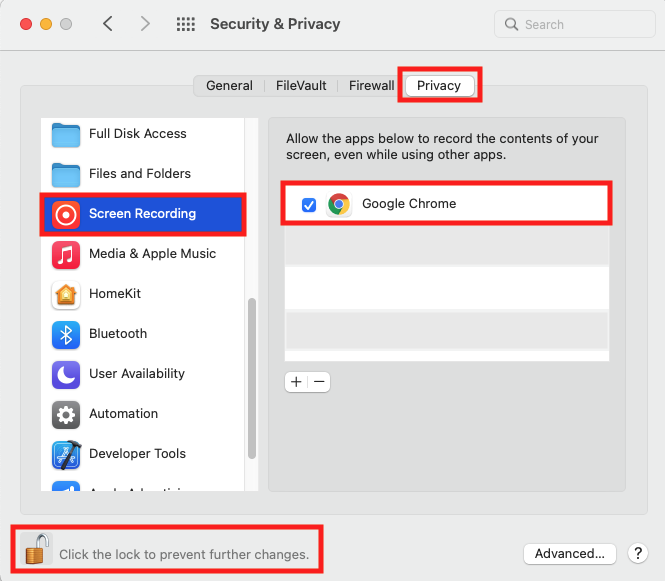 Security & Privacy
Search
General
FileVault
Firewall
Privacy
Full Disk Access
Files and Folders
Screen Recording
Media & Apple Music
HomeKit
Bluetooth
User Availability
Automation
Developer Tools
Allow the apps below to record the contents of your
screen, even while using other apps.
Google Chrome
+ −
Click the lock to prevent further changes.
Advanced...
?